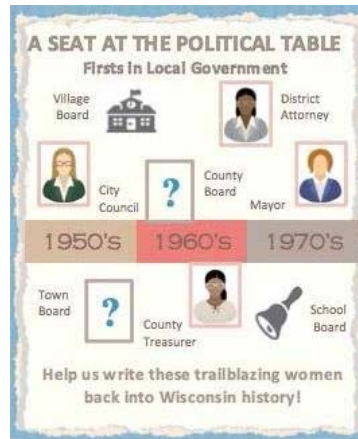 A SEAT AT THE POLITICAL TABLE
Firsts in Local Government
Village
Board
District
Attorney
City
Council
?
County
Board
Mayor
1950's
1960's
1970's
Town
Board
?
County
Treasurer
School
Board
Help us write these trailblazing women
back into Wisconsin history!